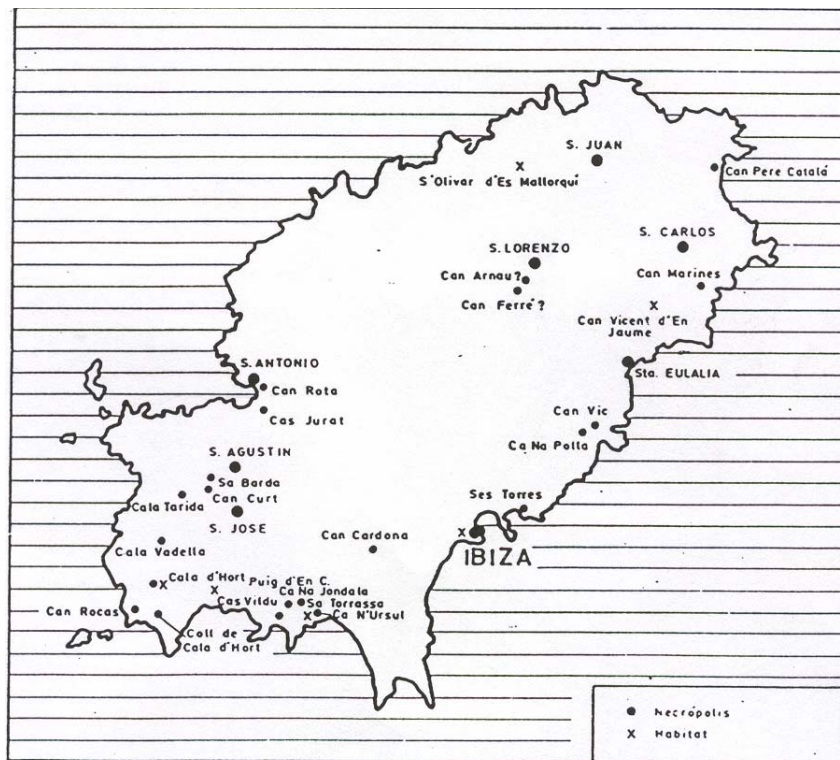 S. JUAN
Can Pere Catalá
S'Olivar d'Es Mallorquí
S. CARLOS
S. LORENZO
Can Arnau?
Can Marines
Can Ferré?
Can Vicent d'En
Jaume
S. ANTONIO
Sta. EULALIA
Can Rota
Cas Jurat
Can Vic
Ca Na Polla
S. AGUSTIN
Sa Barda
Can Curt
Cala Tarida
S. JOSE
Ses Torres
Can Cardona
IBIZA
Cala Vadella
Cala d'Hort
Puig d'En C.
Ca Na Jondala
Cas Vildu
Sa Torrassa
Can Rocas
Ca N'Ursul
Coll de
Cala d'Hort
Necrópolis
x Habitat